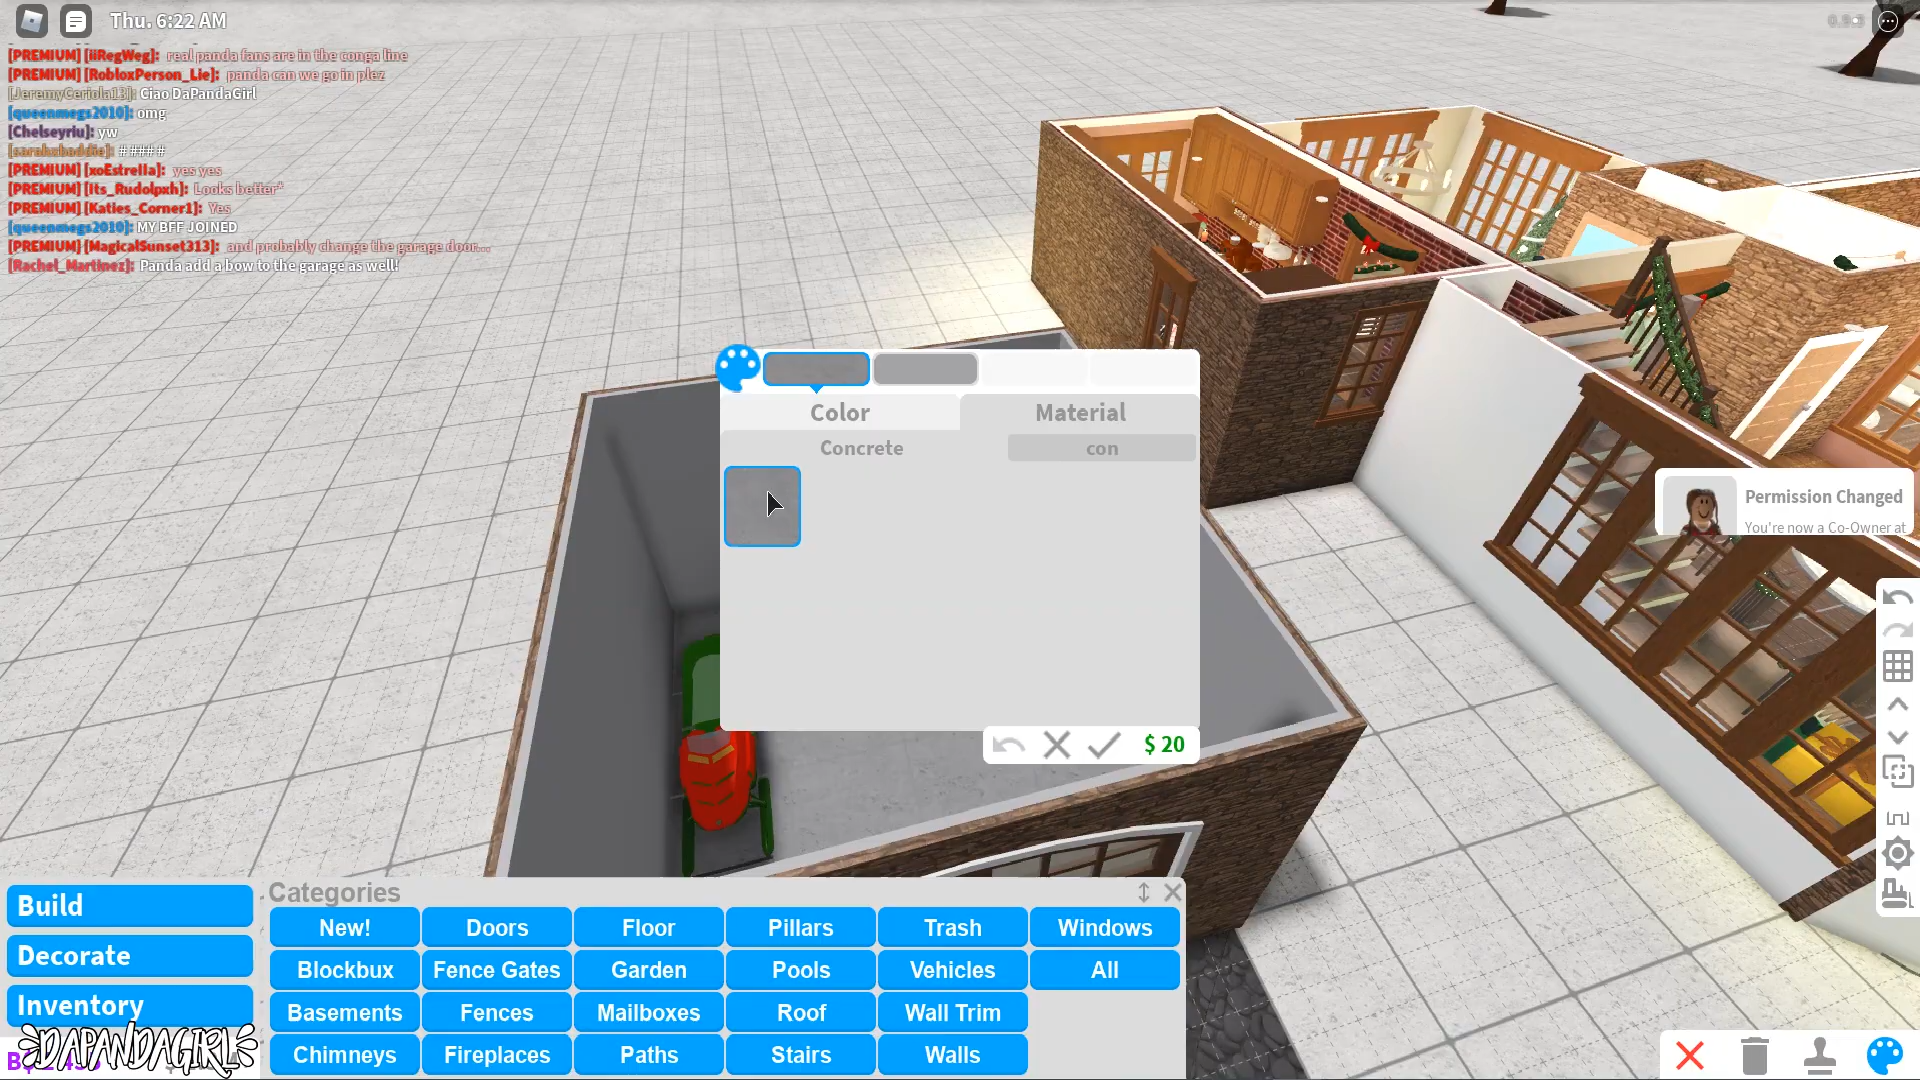 Thu. 6:22 AM
[PREMIUM] [iiRegWeg]: real panda fans are in the conga line
[PREMIUM] [RobloxPerson_Lie]: panda can we go in plez
[JeremyCeriola13]: Ciao DaPandaGirl
[queenmegs2010]: omg
[Chelseyriu]: yw
[sarahxbaddie]: #####
[PREMIUM] [xoEstrella]: yes yes
[PREMIUM] [Its_Rudolpxh]: Looks better*
[PREMIUM] [Katies_Corner1]: Yes
[queenmegs2010]: MY BFF JOINED
[PREMIUM] [MagicalSunset313]: and probably change the garage door...
[Rachel_Martinez]: Panda add a bow to the garage as well!
Color
Material
Concrete
con
$ 20
Permission Changed
You're now a Co-Owner at
Build
Decorate
Inventory
DAPANDAGIRL
Categories
New!
Doors
Floor
Pillars
Trash
Windows
Blockbux
Fence Gates
Garden
Pools
Vehicles
All
Basements
Fences
Mailboxes
Roof
Wall Trim
Chimneys
Fireplaces
Paths
Stairs
Walls